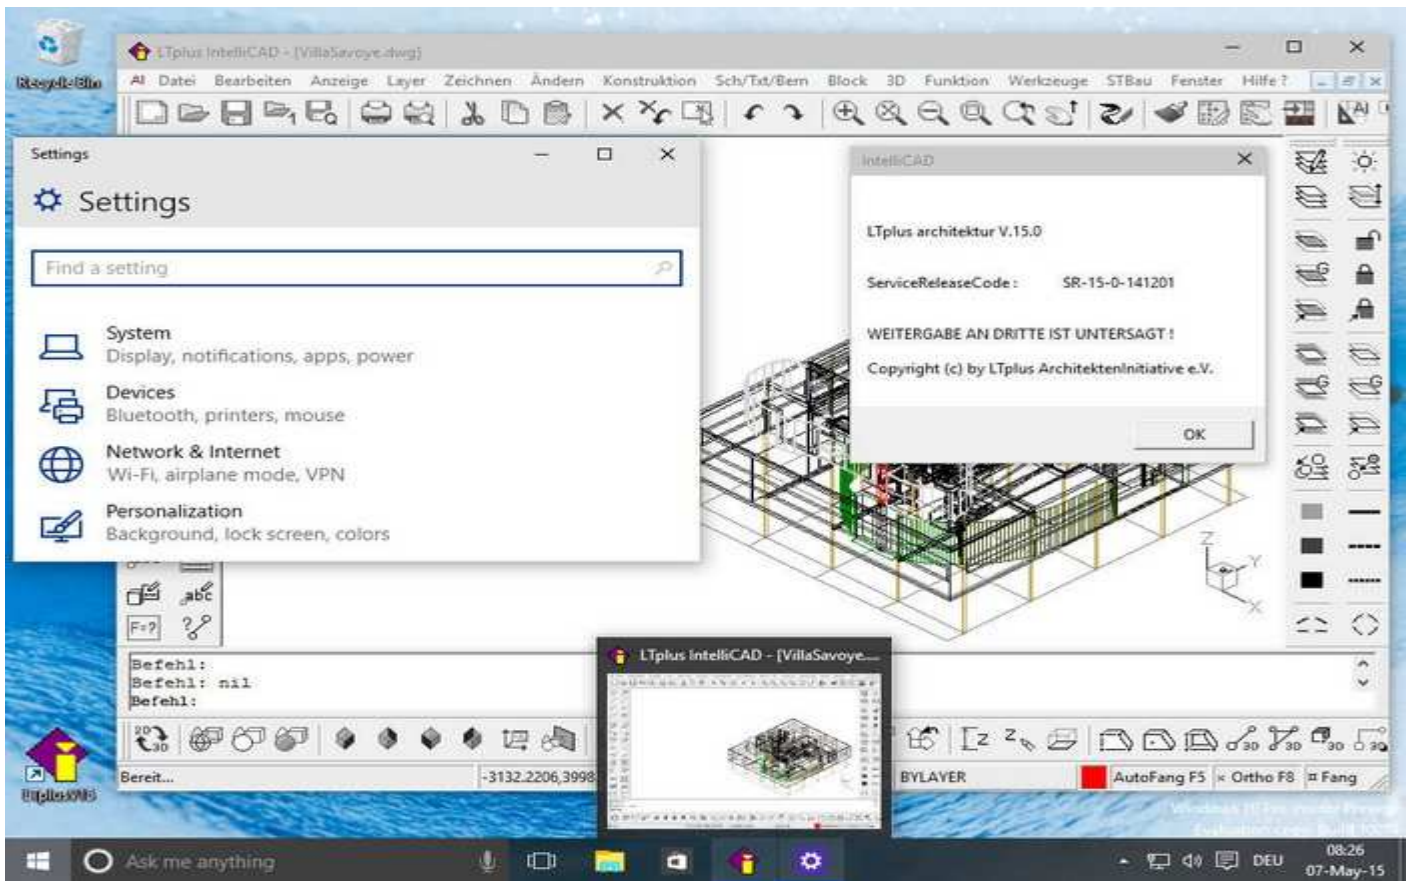 Recycle Bin
LTplus IntelliCAD - [VillaSavoye.dwg]
AI Datei Bearbeiten Anzeige Layer Zeichnen Ändern Konstruktion Sch/Txt/Bem Block 3D Funktion Werkzeuge STBau Fenster Hilfe ?
Settings
Settings
Find a setting
System
Display, notifications, apps, power
Devices
Bluetooth, printers, mouse
Network & Internet
Wi-Fi, airplane mode, VPN
Personalization
Background, lock screen, colors
IntelliCAD
LTplus architektur V.15.0
ServiceReleaseCode : SR-15-0-141201
WEITERGABE AN DRITTE IST UNTERSAGT !
Copyright (c) by LTplus ArchitektenInitiative e.V.
OK
Z
Y
X
abc
F=?
Befehl:
Befehl: nil
Befehl:
LTplus IntelliCAD - [VillaSavoye....
Bereit...
-3132.2206,3998
BYLAYER
AutoFang F5 × Ortho F8 ¤ Fang
LtplusV15
Ask me anything
DEU
08:26
07-May-15